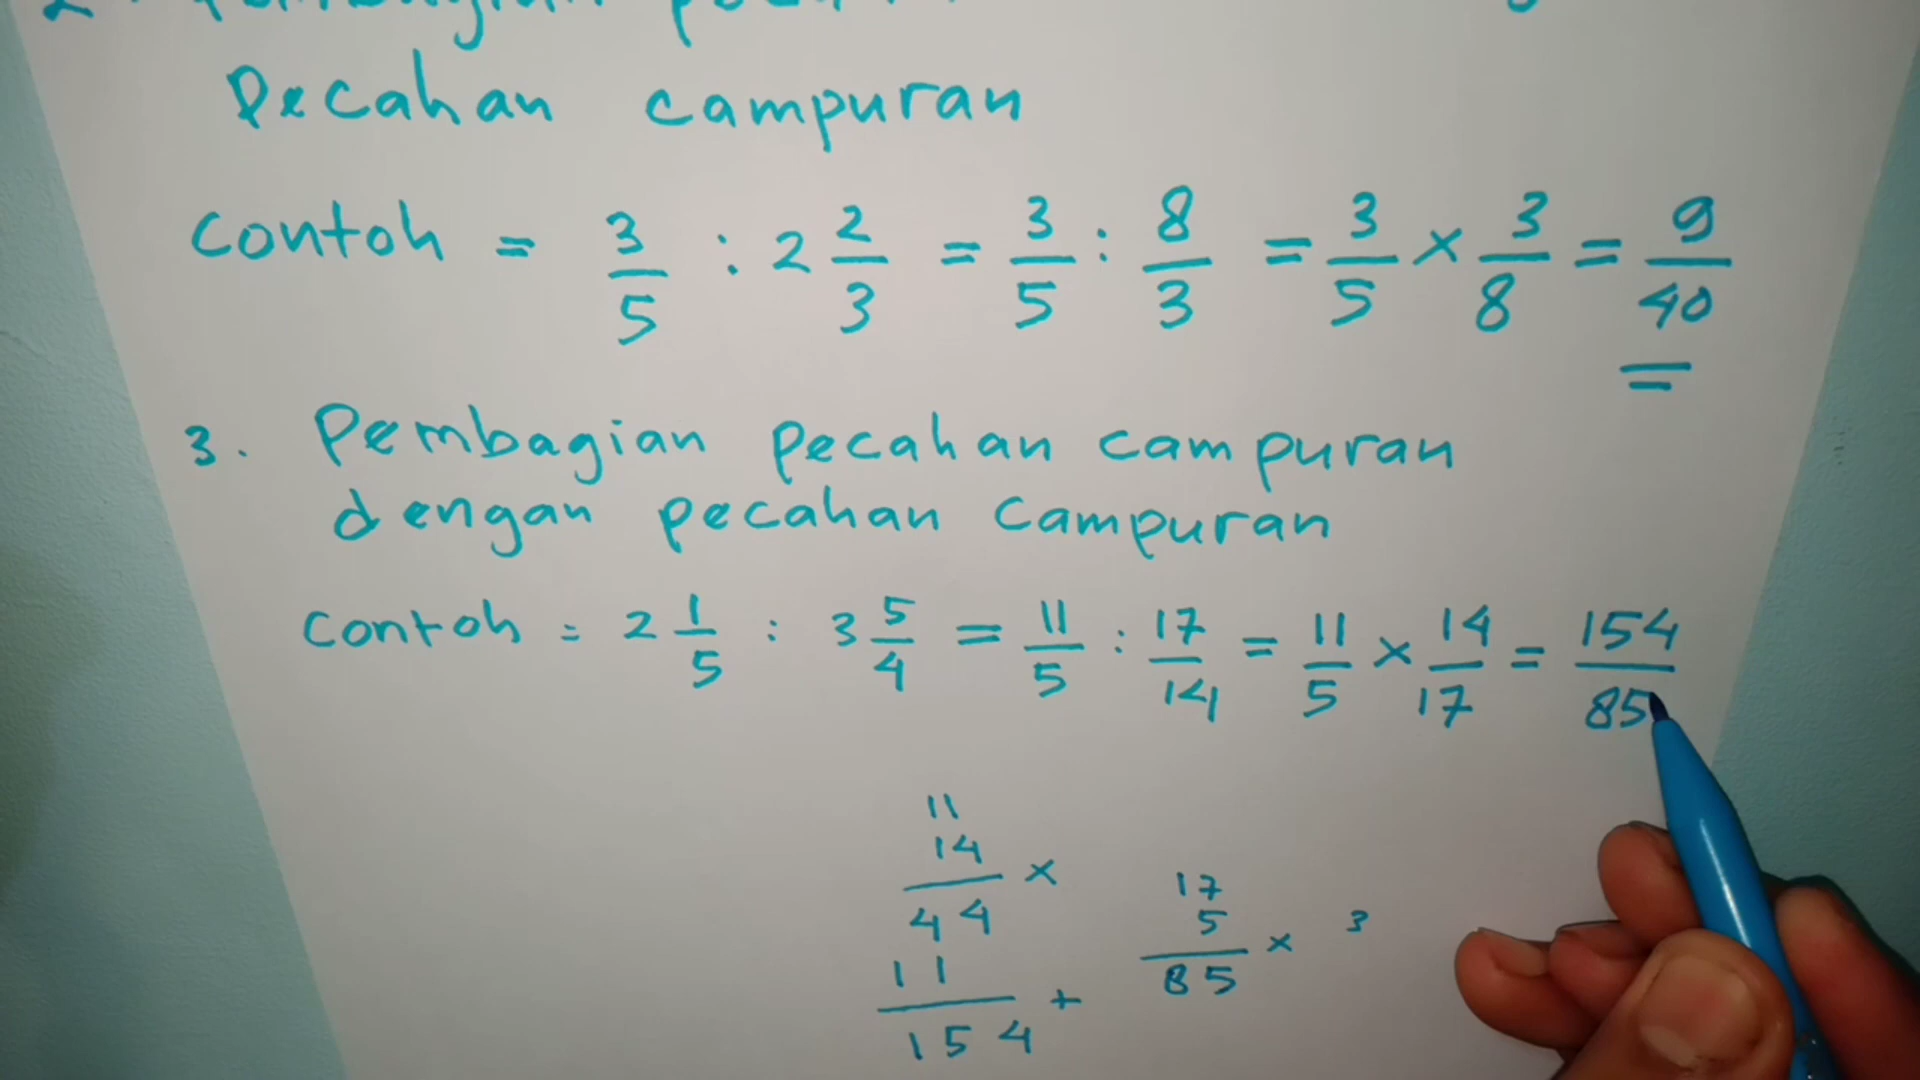 Pecahan campuran
Contoh = 3/5 : 2 2/3 = 3/5 : 8/3 = 3/5 × 3/8 = 9/40
3. Pembagian pecahan campuran
dengan pecahan campuran
Contoh = 2 1/5 : 3 5/4 = 11/5 : 17/14 = 11/5 × 14/17 = 154/85
11
14 ×
44
11 +
154
17
5 × 3
85